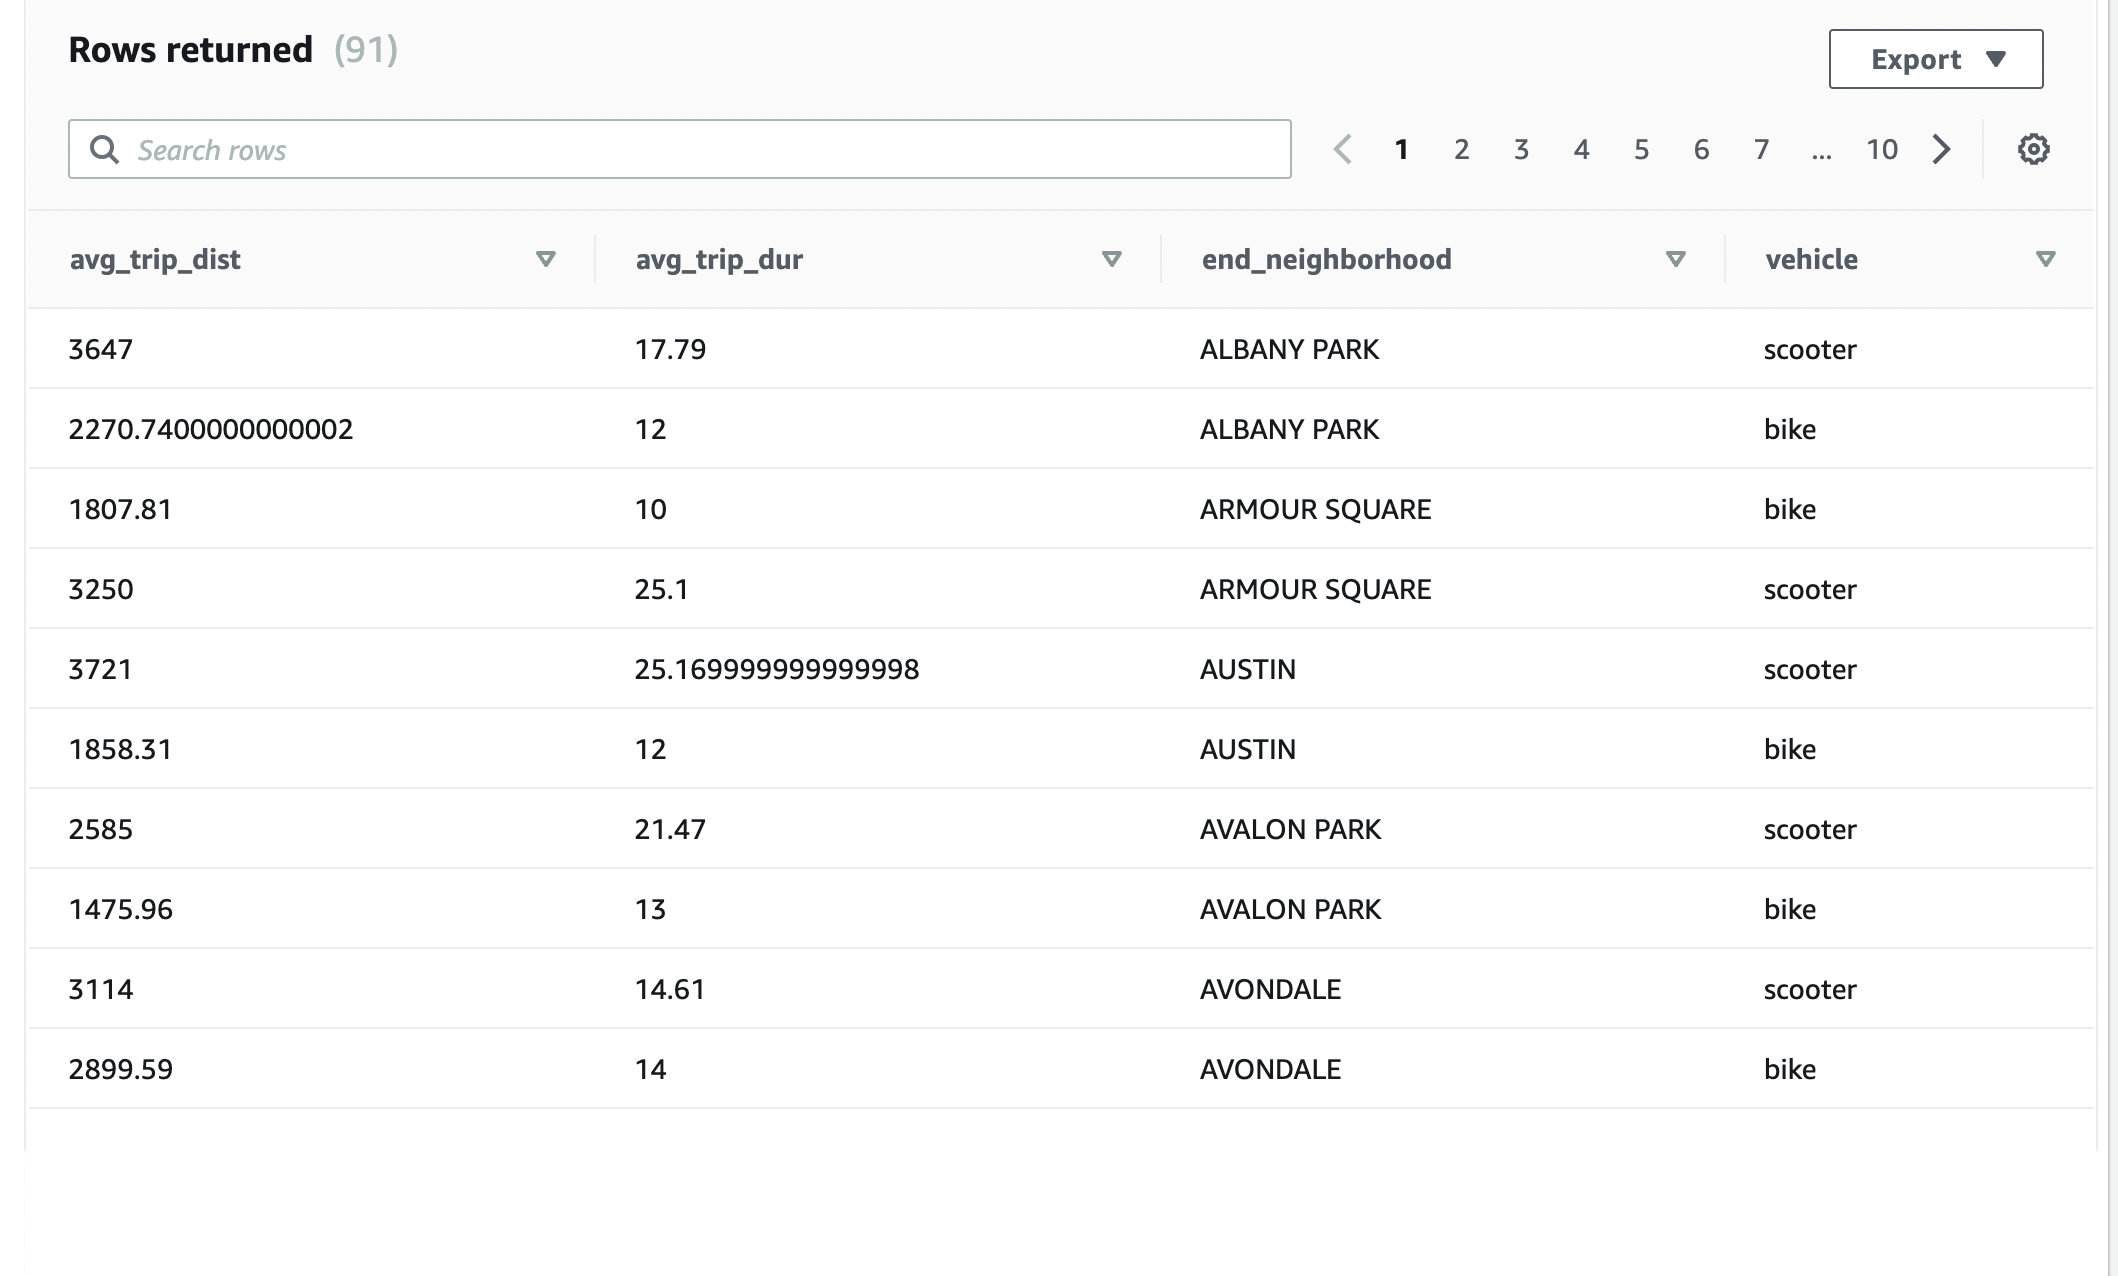 Rows returned (91)
Export
Search rows
1 2 3 4 5 6 7 ... 10
avg_trip_dist avg_trip_dur end_neighborhood vehicle
3647 17.79 ALBANY PARK scooter
2270.7400000000002 12 ALBANY PARK bike
1807.81 10 ARMOUR SQUARE bike
3250 25.1 ARMOUR SQUARE scooter
3721 25.169999999999998 AUSTIN scooter
1858.31 12 AUSTIN bike
2585 21.47 AVALON PARK scooter
1475.96 13 AVALON PARK bike
3114 14.61 AVONDALE scooter
2899.59 14 AVONDALE bike